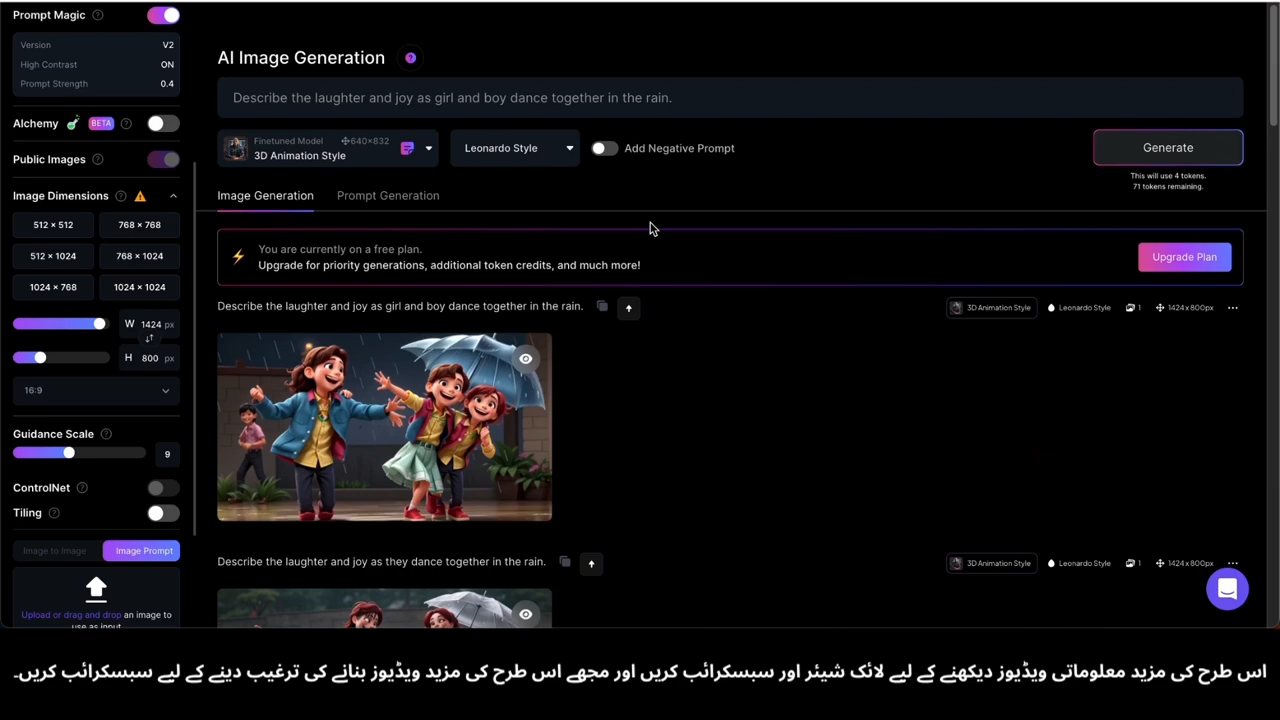 Prompt Magic
Version V2
High Contrast ON
Prompt Strength 0.4
Alchemy BETA
Public Images
Image Dimensions
512 × 512 768 × 768
512 × 1024 768 × 1024
1024 × 768 1024 × 1024
W 1424 px
H 800 px
16:9
Guidance Scale
9
ControlNet
Tiling
Image to Image Image Prompt
Upload or drag and drop an image to
use as input
AI Image Generation
Describe the laughter and joy as girl and boy dance together in the rain.
Finetuned Model 640×832
3D Animation Style
Leonardo Style
Add Negative Prompt
Generate
This will use 4 tokens.
71 tokens remaining.
Image Generation Prompt Generation
You are currently on a free plan.
Upgrade for priority generations, additional token credits, and much more!
Upgrade Plan
Describe the laughter and joy as girl and boy dance together in the rain.
3D Animation Style Leonardo Style 1 1424x800px
Describe the laughter and joy as they dance together in the rain.
3D Animation Style Leonardo Style 1 1424x800px
اس طرح کی مزید معلوماتی ویڈیوز دیکھنے کے لیے لائک شیئر اور سبسکرائب کریں اور مجھے اس طرح کی مزید ویڈیوز بنانے کی ترغیب دینے کے لیے سبسکرائب کریں۔